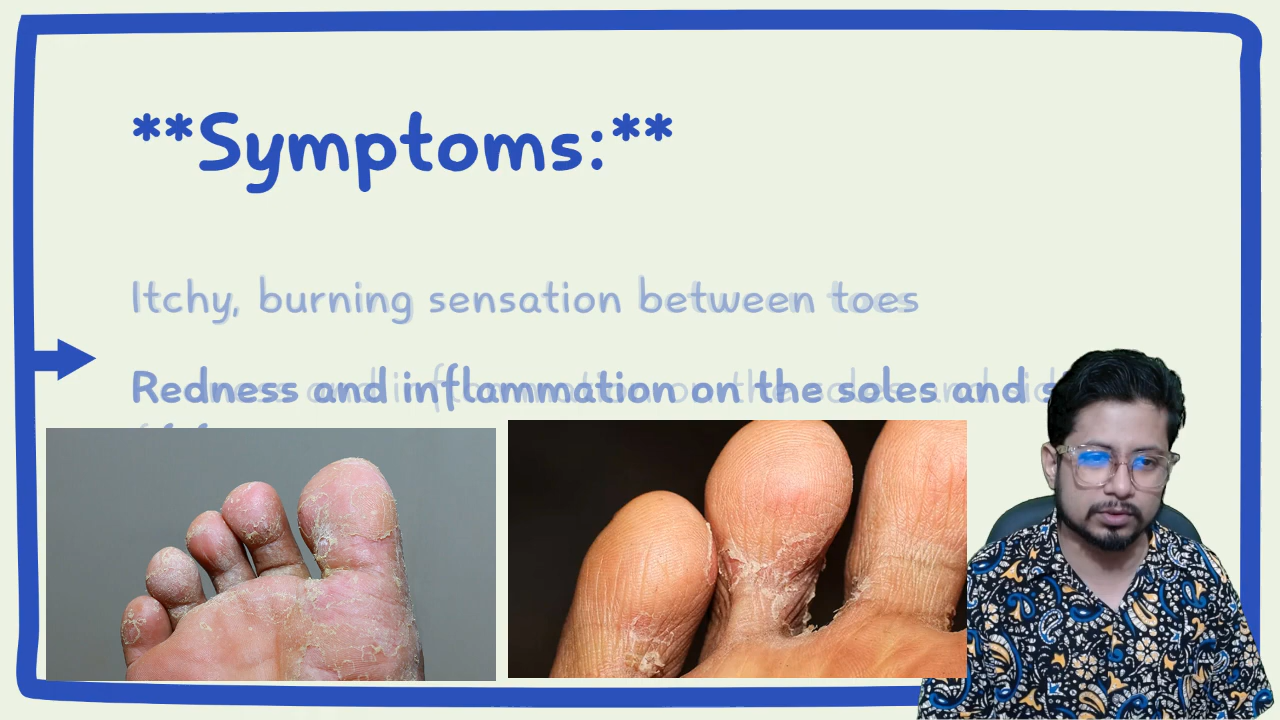 **Symptoms:**
Itchy, burning sensation between toes
Redness and inflammation on the soles and